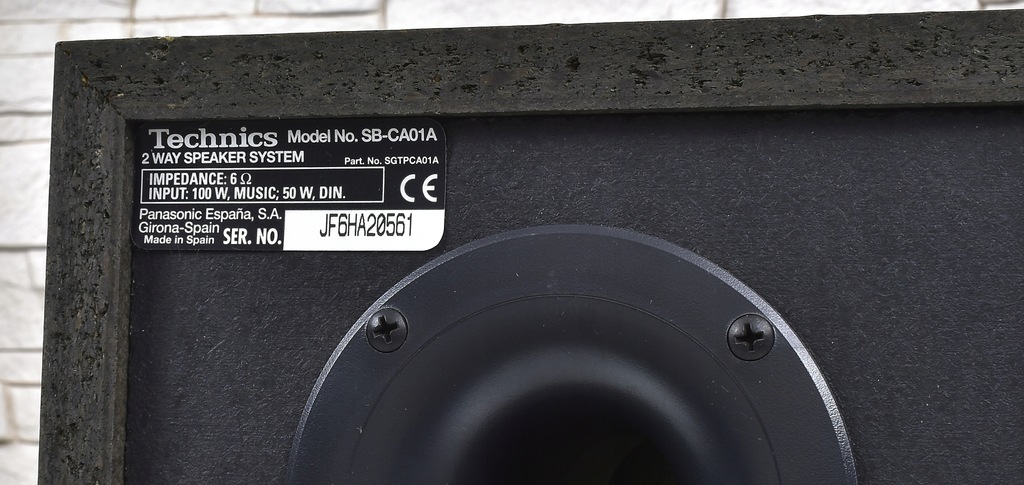 Technics Model No. SB-CA01A
2 WAY SPEAKER SYSTEM Part. No. SGTPCA01A
IMPEDANCE: 6 Ω
INPUT: 100 W, MUSIC; 50 W, DIN.
CE
Panasonic España, S.A.
Girona-Spain
Made in Spain SER. NO. JF6HA20561